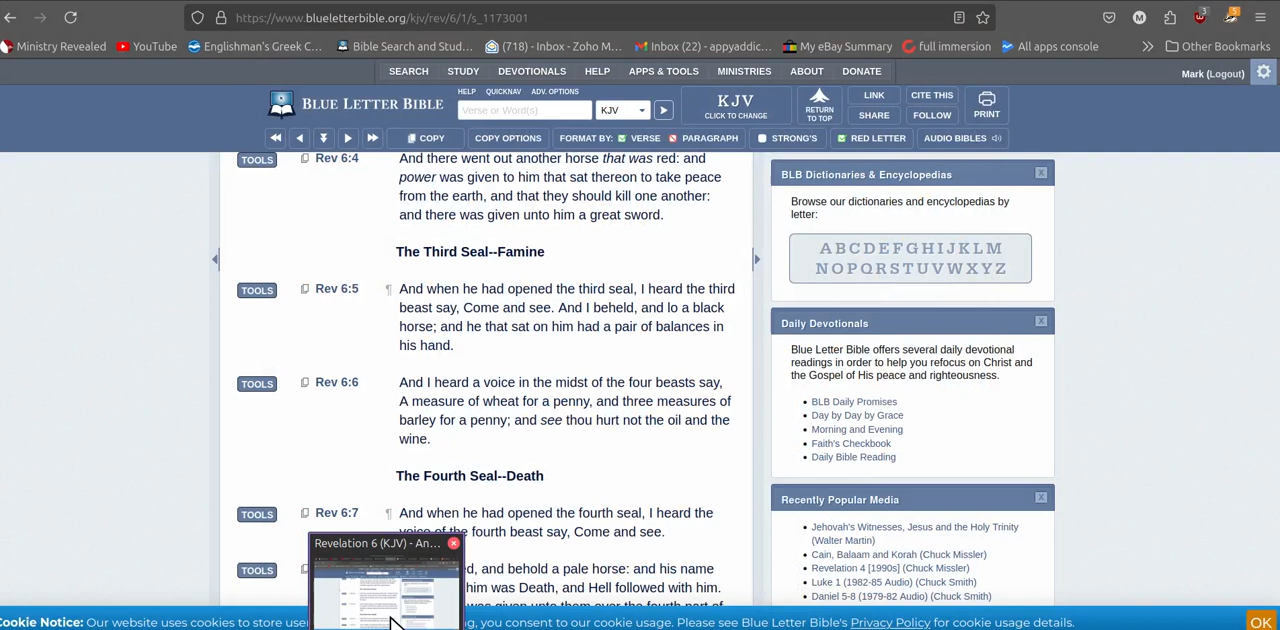 https://www.blueletterbible.org/kjv/rev/6/1/s_1173001
M 3 5
Ministry Revealed YouTube Englishman's Greek C... Bible Search and Stud... (718) - Inbox - Zoho M... Inbox (22) - appyaddic... My eBay Summary full immersion All apps console Other Bookmarks
SEARCH STUDY DEVOTIONALS HELP APPS & TOOLS MINISTRIES ABOUT DONATE Mark (Logout)
BLUE LETTER BIBLE
HELP QUICKNAV ADV. OPTIONS
Verse or Word(s) KJV
KJV
CLICK TO CHANGE
RETURN
TO TOP
LINK CITE THIS
SHARE FOLLOW
PRINT
COPY COPY OPTIONS FORMAT BY: VERSE PARAGRAPH STRONG'S RED LETTER AUDIO BIBLES
TOOLS Rev 6:4 And there went out another horse that was red: and
power was given to him that sat thereon to take peace
from the earth, and that they should kill one another:
and there was given unto him a great sword.
The Third Seal--Famine
TOOLS Rev 6:5 ¶ And when he had opened the third seal, I heard the third
beast say, Come and see. And I beheld, and lo a black
horse; and he that sat on him had a pair of balances in
his hand.
TOOLS Rev 6:6 And I heard a voice in the midst of the four beasts say,
A measure of wheat for a penny, and three measures of
barley for a penny; and see thou hurt not the oil and the
wine.
The Fourth Seal--Death
TOOLS Rev 6:7 ¶ And when he had opened the fourth seal, I heard the
voice of the fourth beast say, Come and see.
TOOLS ed, and behold a pale horse: and his name
him was Death, and Hell followed with him.
was given unto them over the fourth part of
Revelation 6 (KJV) - An...
BLB Dictionaries & Encyclopedias X
Browse our dictionaries and encyclopedias by
letter:
A B C D E F G H I J K L M
N O P Q R S T U V W X Y Z
Daily Devotionals X
Blue Letter Bible offers several daily devotional
readings in order to help you refocus on Christ and
the Gospel of His peace and righteousness.
BLB Daily Promises
Day by Day by Grace
Morning and Evening
Faith's Checkbook
Daily Bible Reading
Recently Popular Media X
Jehovah's Witnesses, Jesus and the Holy Trinity
(Walter Martin)
Cain, Balaam and Korah (Chuck Missler)
Revelation 4 [1990s] (Chuck Missler)
Luke 1 (1982-85 Audio) (Chuck Smith)
Daniel 5-8 (1979-82 Audio) (Chuck Smith)
Cookie Notice: Our website uses cookies to store user g, you consent to our cookie usage. Please see Blue Letter Bible's Privacy Policy for cookie usage details. OK